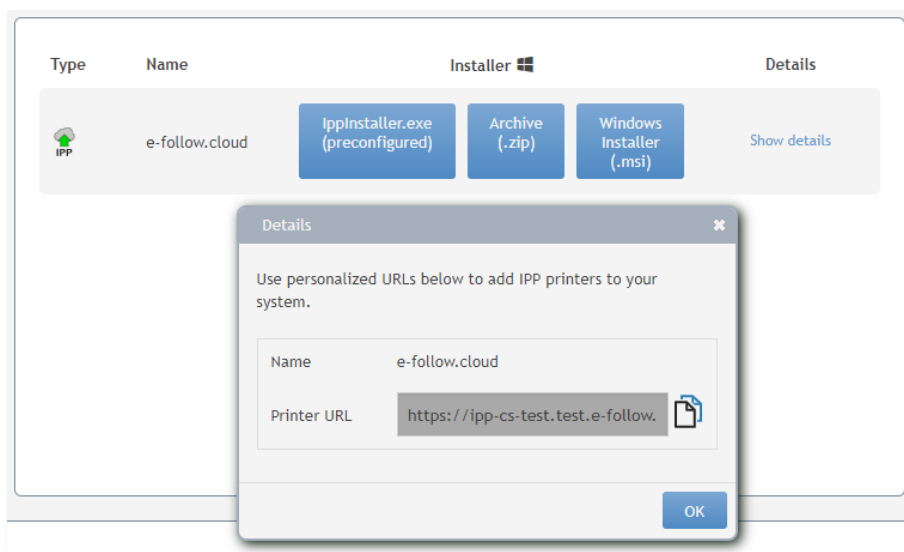 Type Name Installer Details
IPP
e-follow.cloud
IppInstaller.exe
(preconfigured)
Archive
(.zip)
Windows
Installer
(.msi)
Show details
Details
Use personalized URLs below to add IPP printers to your
system.
Name e-follow.cloud
Printer URL https://ipp-cs-test.test.e-follow.
OK